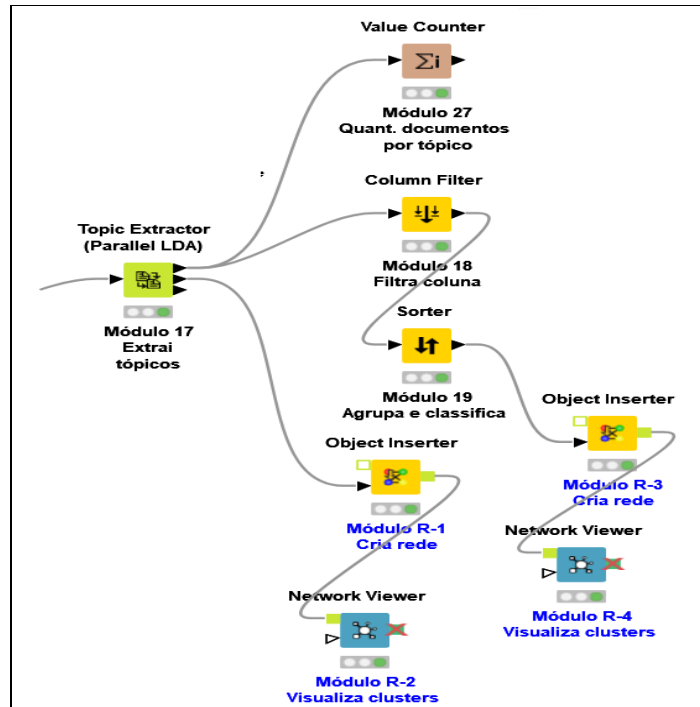 Value Counter
Σi
Módulo 27
Quant. documentos
por tópico
,
Column Filter
Topic Extractor
(Parallel LDA)
Módulo 18
Filtra coluna
Sorter
Módulo 17
Extrai
tópicos
Módulo 19
Agrupa e classifica
Object Inserter
Object Inserter
Módulo R-3
Cria rede
Módulo R-1
Cria rede
Network Viewer
Network Viewer
Módulo R-4
Visualiza clusters
Módulo R-2
Visualiza clusters